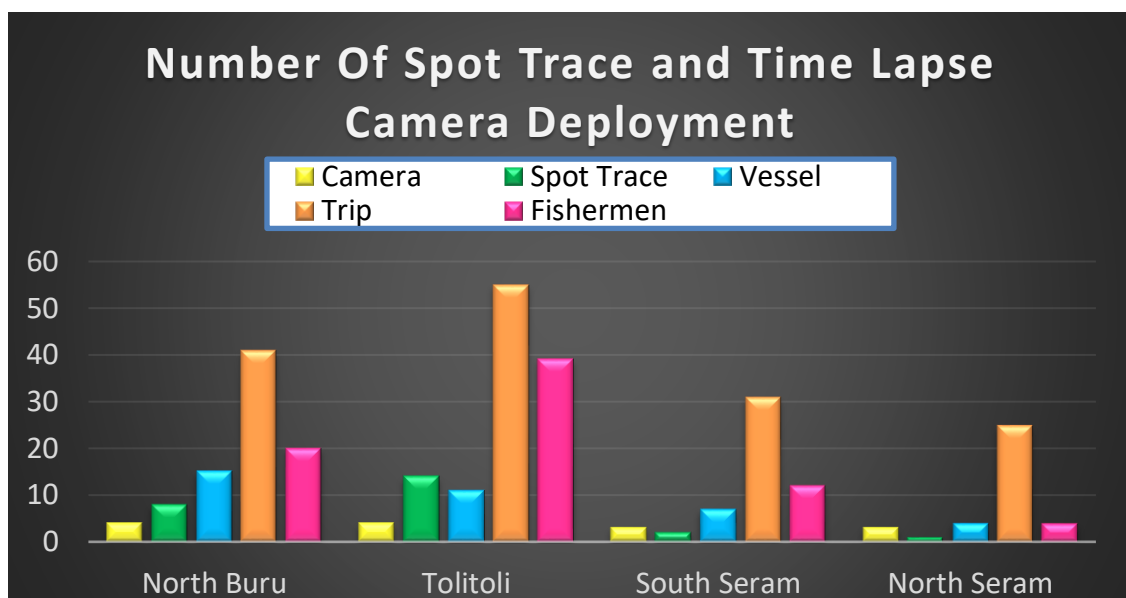 Number Of Spot Trace and Time Lapse
Camera Deployment
Camera Spot Trace Vessel
Trip Fishermen
60
50
40
30
20
10
0
North Buru Tolitoli South Seram North Seram